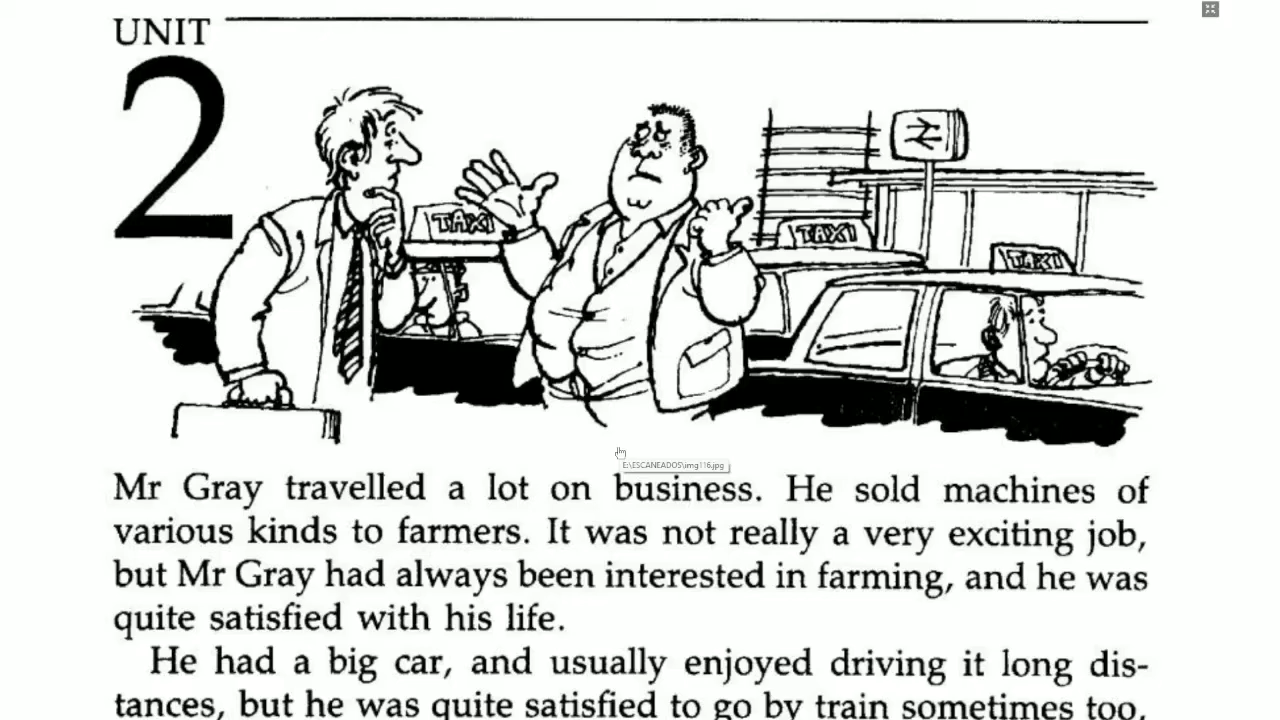 UNIT
2
TAXI
TAXI
TAXI
E:\ESCANEADOS\img116.jpg
Mr Gray travelled a lot on business. He sold machines of
various kinds to farmers. It was not really a very exciting job,
but Mr Gray had always been interested in farming, and he was
quite satisfied with his life.
He had a big car, and usually enjoyed driving it long dis-
tances, but he was quite satisfied to go by train sometimes too,